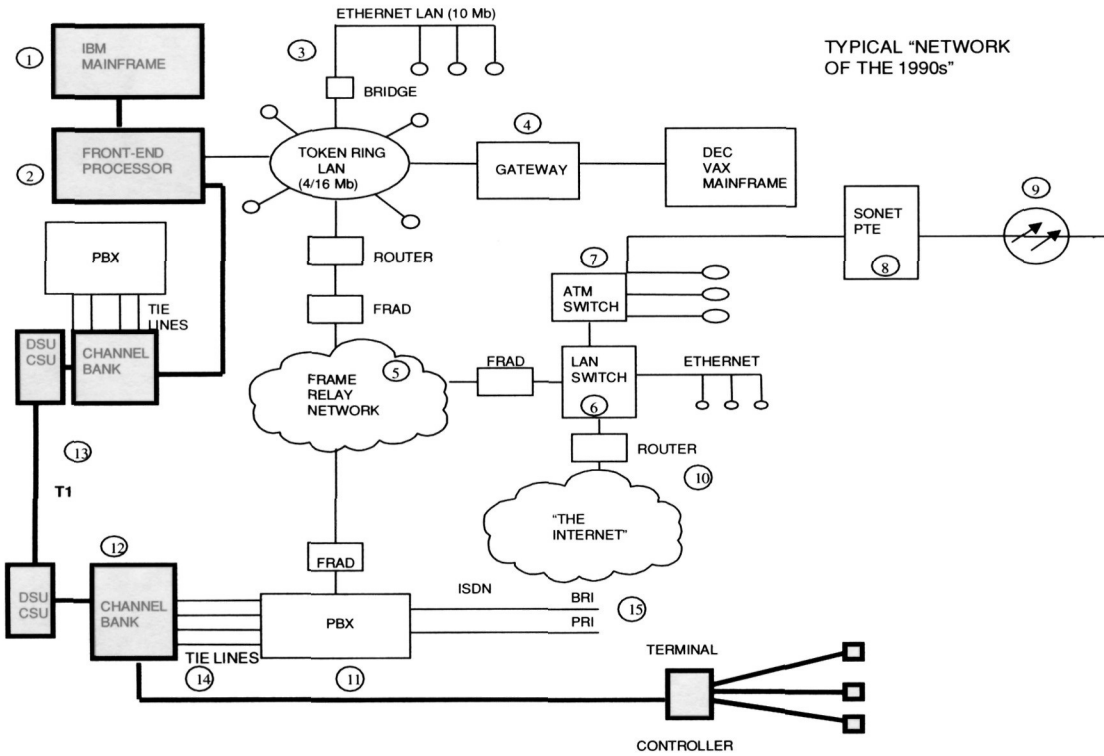 ETHERNET LAN (10 Mb)
TYPICAL “NETWORK
OF THE 1990s”
1
IBM
MAINFRAME
3
BRIDGE
2
FRONT-END
PROCESSOR
TOKEN RING
LAN
(4/16 Mb)
4
GATEWAY
DEC
VAX
MAINFRAME
9
SONET
PTE
8
PBX
ROUTER
7
ATM
SWITCH
TIE
LINES
FRAD
DSU
CSU
CHANNEL
BANK
5
FRAME
RELAY
NETWORK
FRAD
LAN
SWITCH
6
ETHERNET
13
T1
ROUTER
10
“THE
INTERNET”
12
FRAD
DSU
CSU
CHANNEL
BANK
PBX
ISDN
BRI
PRI
15
TIE LINES
14
11
TERMINAL
CONTROLLER